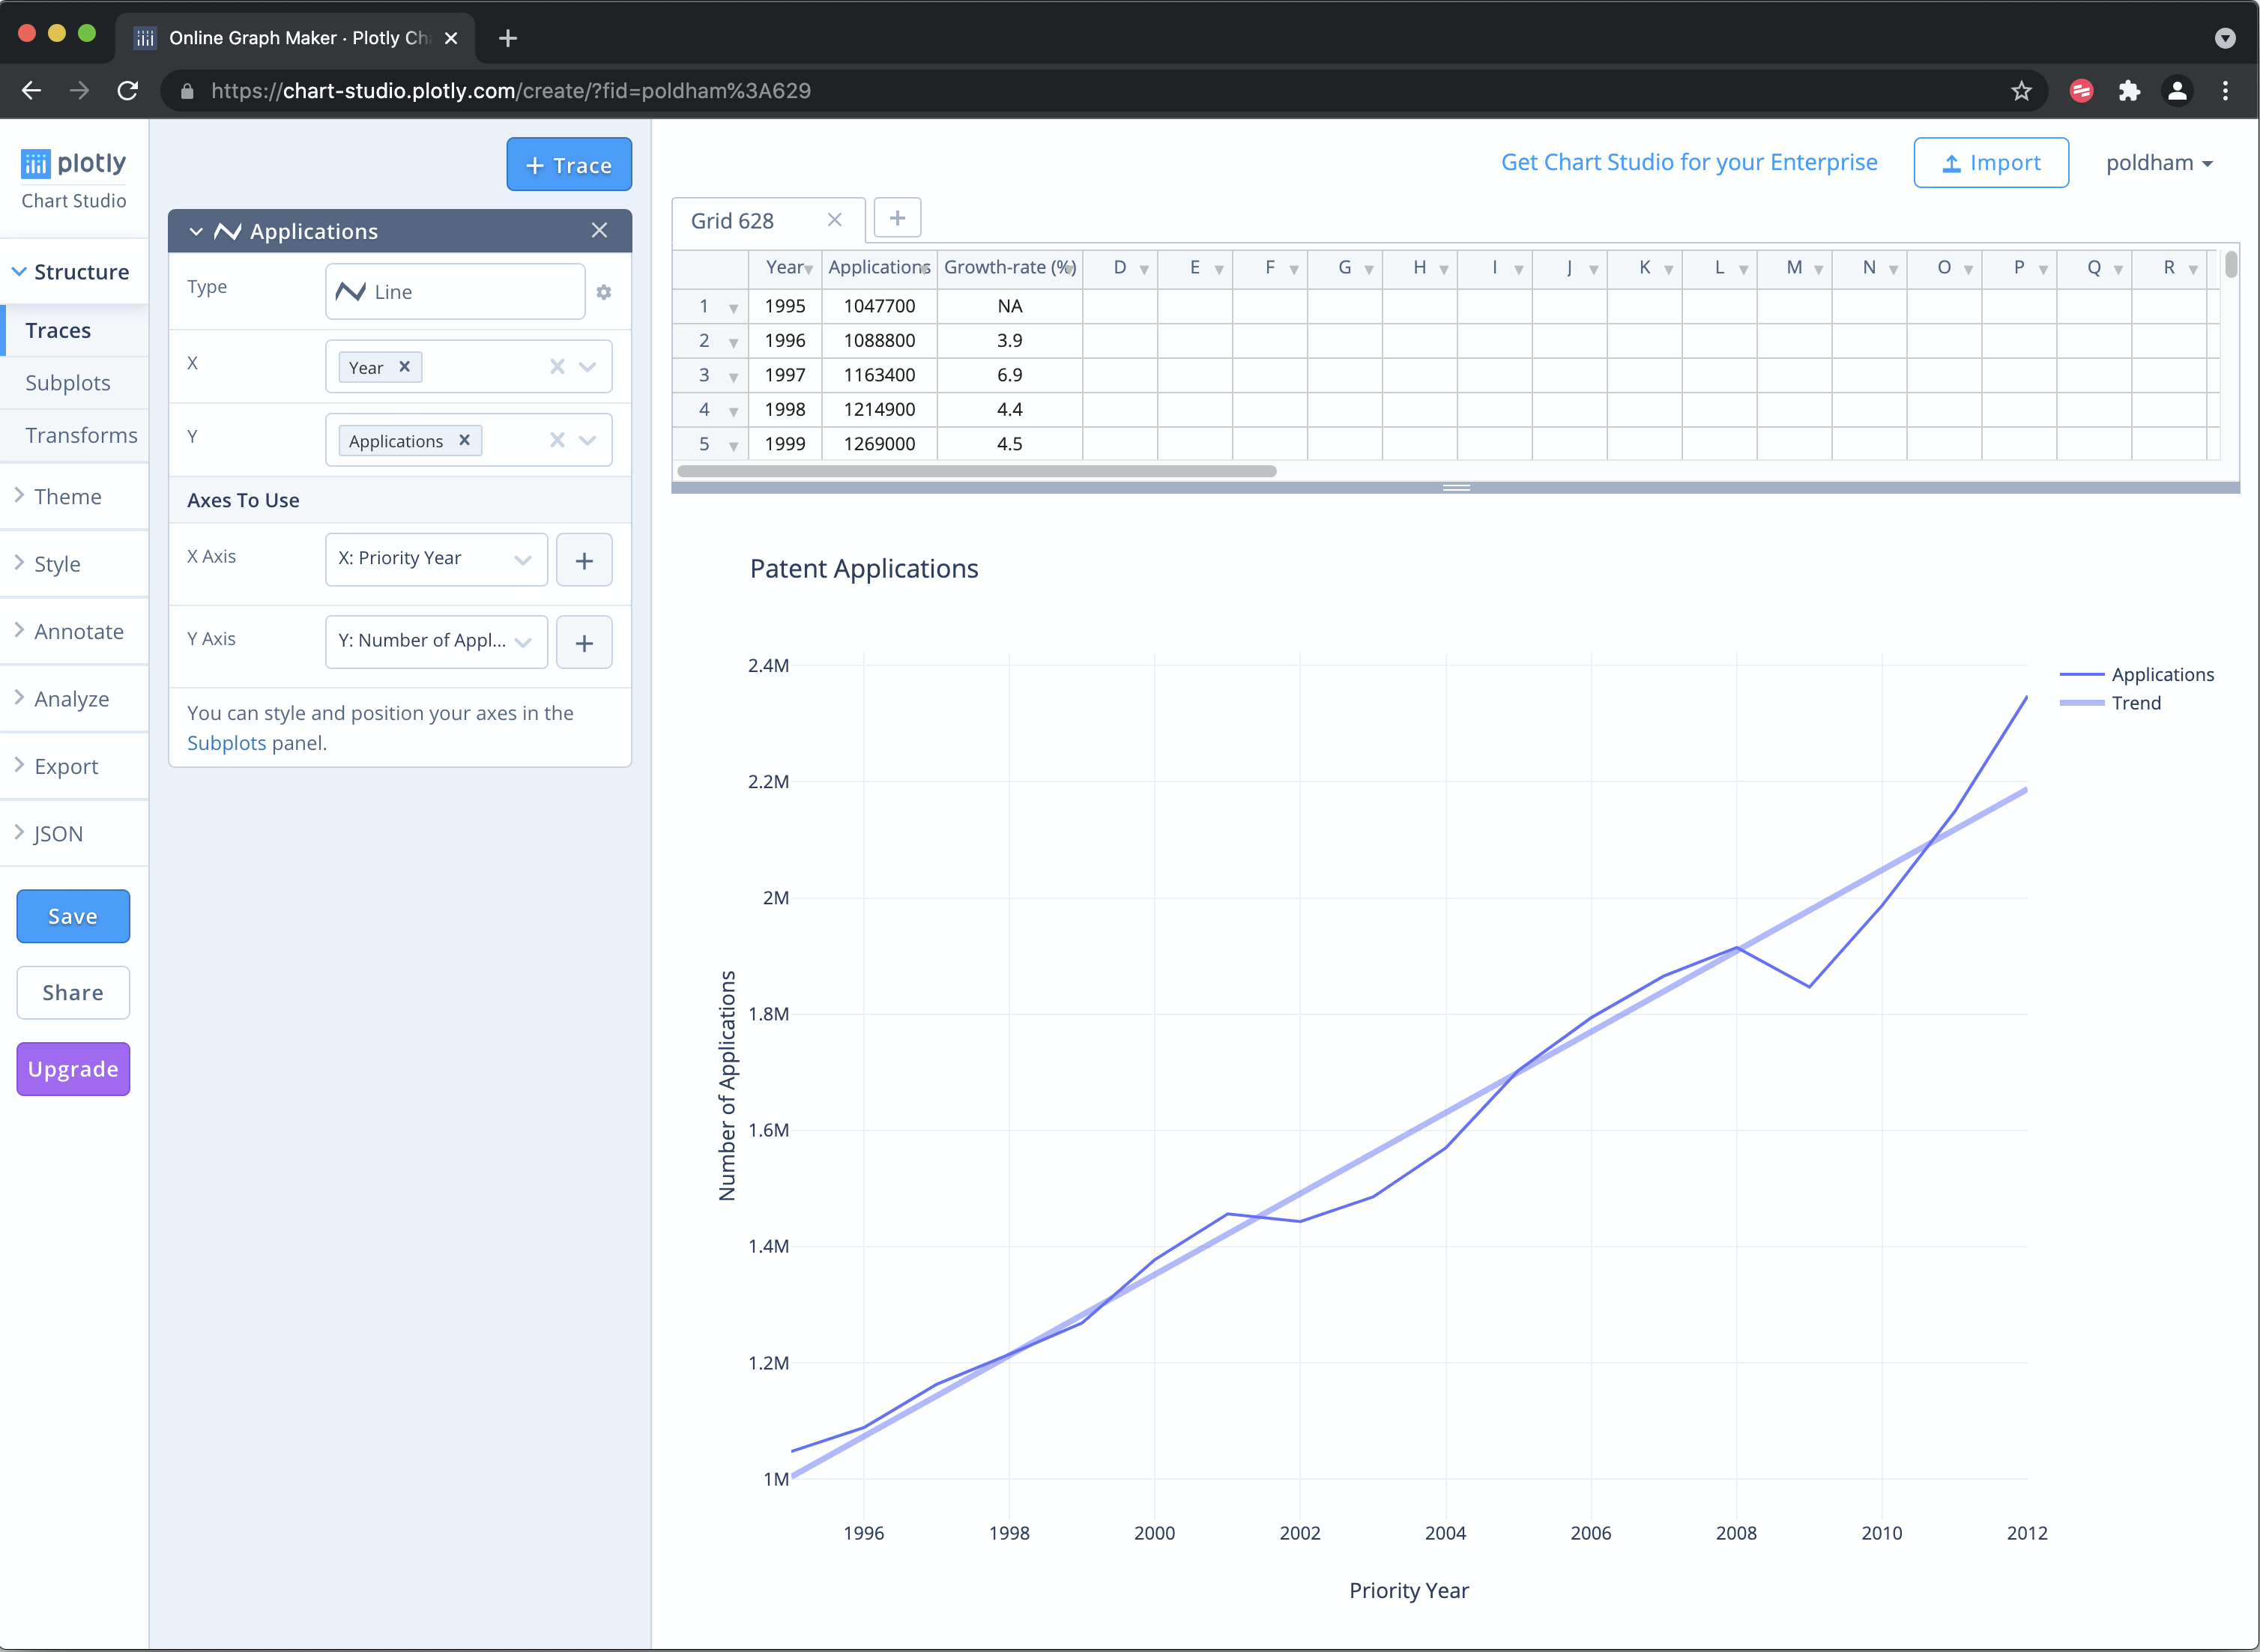 Online Graph Maker · Plotly Ch
https://chart-studio.plotly.com/create/?fid=poldham%3A629
plotly
Chart Studio
Structure
Traces
Subplots
Transforms
Theme
Style
Annotate
Analyze
Export
JSON
Save
Share
Upgrade
+ Trace
Applications
Type
Line
X
Year
Y
Applications
Axes To Use
X Axis
X: Priority Year
+
Y Axis
Y: Number of Appl...
+
You can style and position your axes in the
Subplots panel.
Get Chart Studio for your Enterprise
Import
poldham
Grid 628
+
Year Applications Growth-rate (%) D E F G H I J K L M N O P Q R
1 1995 1047700 NA
2 1996 1088800 3.9
3 1997 1163400 6.9
4 1998 1214900 4.4
5 1999 1269000 4.5
Patent Applications
2.4M
2.2M
2M
1.8M
1.6M
1.4M
1.2M
1M
Number of Applications
1996 1998 2000 2002 2004 2006 2008 2010 2012
Priority Year
Applications
Trend